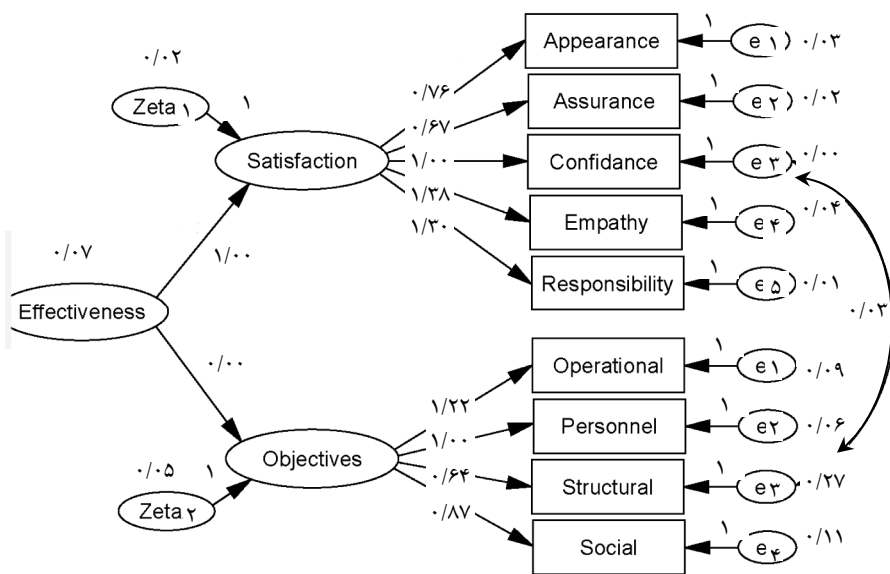 ۰/۰۲
Zeta ۱
۱
Satisfaction
۰/۷۶
۰/۶۷
۱/۰۰
۱/۳۸
۱/۳۰
Appearance
۱
e ۱
۰/۰۳
Assurance
۱
e ۲
۰/۰۲
Confidance
۱
e ۳
۰/۰۰
Empathy
۱
e ۴
۰/۰۴
Responsibility
۱
e ۵
۰/۰۱
۰/۰۷
Effectiveness
۱/۰۰
۰/۰۰
۰/۰۳
۰/۰۵
Zeta ۲
۱
Objectives
۱/۲۲
۱/۰۰
۰/۶۴
۰/۸۷
Operational
۱
e ۱
۰/۰۹
Personnel
۱
e ۲
۰/۰۶
Structural
۱
e ۳
۰/۲۷
Social
۱
e ۴
۰/۱۱